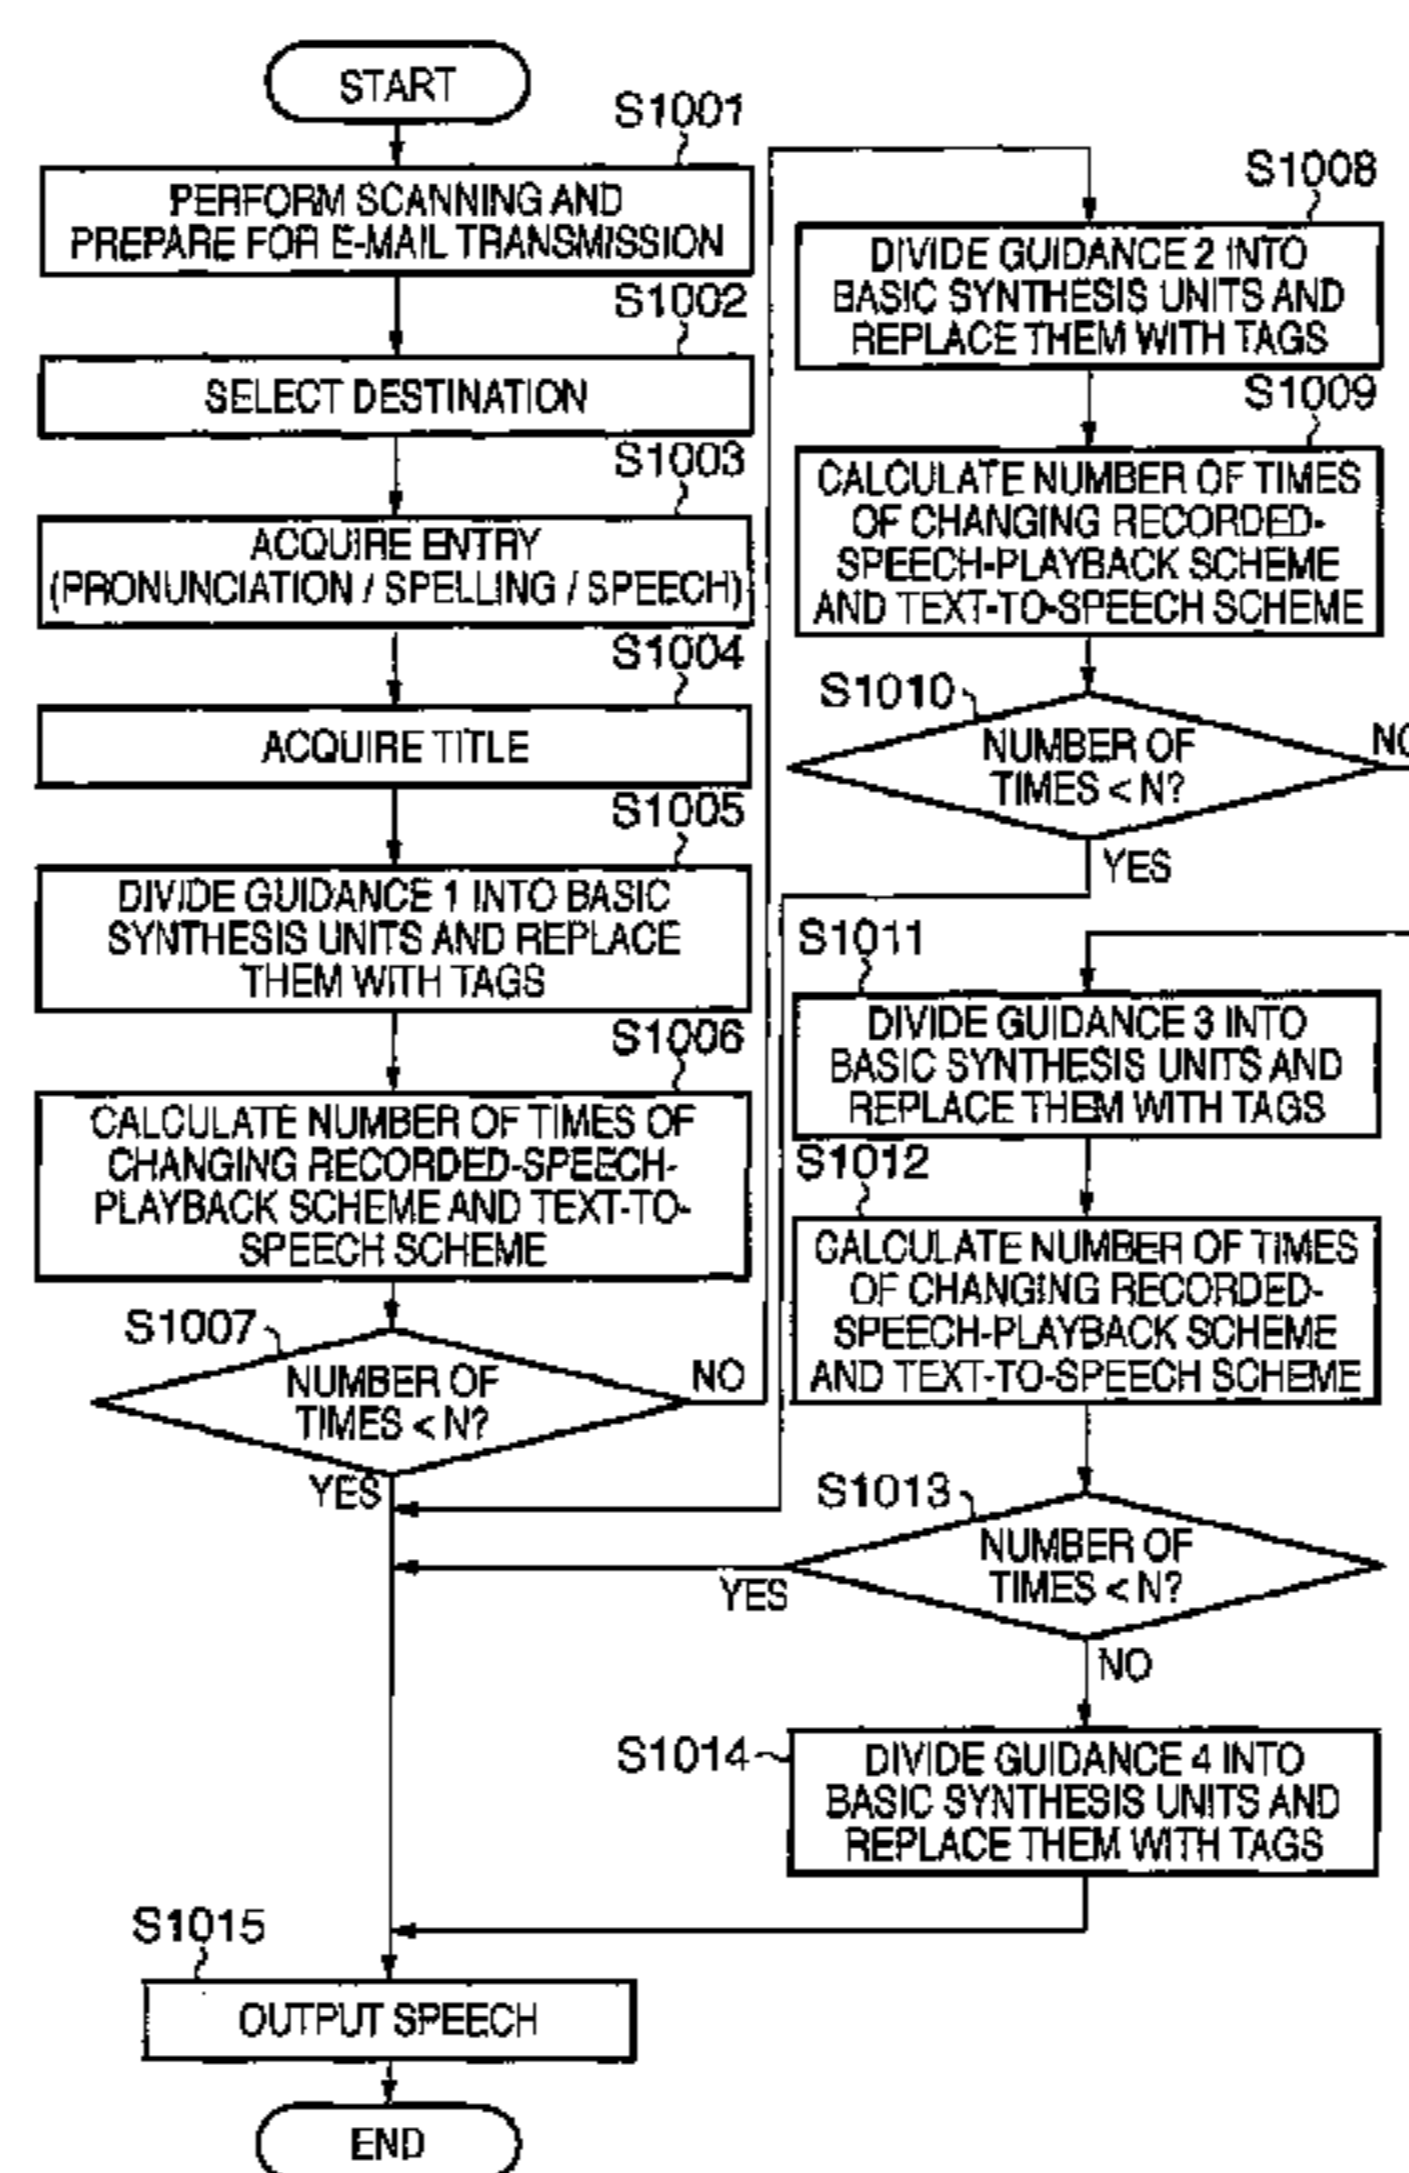 START
S1001
PERFORM SCANNING AND
PREPARE FOR E-MAIL TRANSMISSION
S1002
SELECT DESTINATION
S1003
ACQUIRE ENTRY
(PRONUNCIATION / SPELLING / SPEECH)
S1004
ACQUIRE TITLE
S1005
DIVIDE GUIDANCE 1 INTO BASIC
SYNTHESIS UNITS AND REPLACE
THEM WITH TAGS
S1006
CALCULATE NUMBER OF TIMES OF
CHANGING RECORDED-SPEECH-
PLAYBACK SCHEME AND TEXT-TO-
SPEECH SCHEME
S1007
NUMBER OF
TIMES < N?
NO
YES
S1008
DIVIDE GUIDANCE 2 INTO
BASIC SYNTHESIS UNITS AND
REPLACE THEM WITH TAGS
S1009
CALCULATE NUMBER OF TIMES
OF CHANGING RECORDED-
SPEECH-PLAYBACK SCHEME
AND TEXT-TO-SPEECH SCHEME
S1010
NUMBER OF
TIMES < N?
NO
YES
S1011
DIVIDE GUIDANCE 3 INTO
BASIC SYNTHESIS UNITS AND
REPLACE THEM WITH TAGS
S1012
CALCULATE NUMBER OF TIMES
OF CHANGING RECORDED-
SPEECH-PLAYBACK SCHEME
AND TEXT-TO-SPEECH SCHEME
S1013
NUMBER OF
TIMES < N?
YES
NO
S1014
DIVIDE GUIDANCE 4 INTO
BASIC SYNTHESIS UNITS AND
REPLACE THEM WITH TAGS
S1015
OUTPUT SPEECH
END